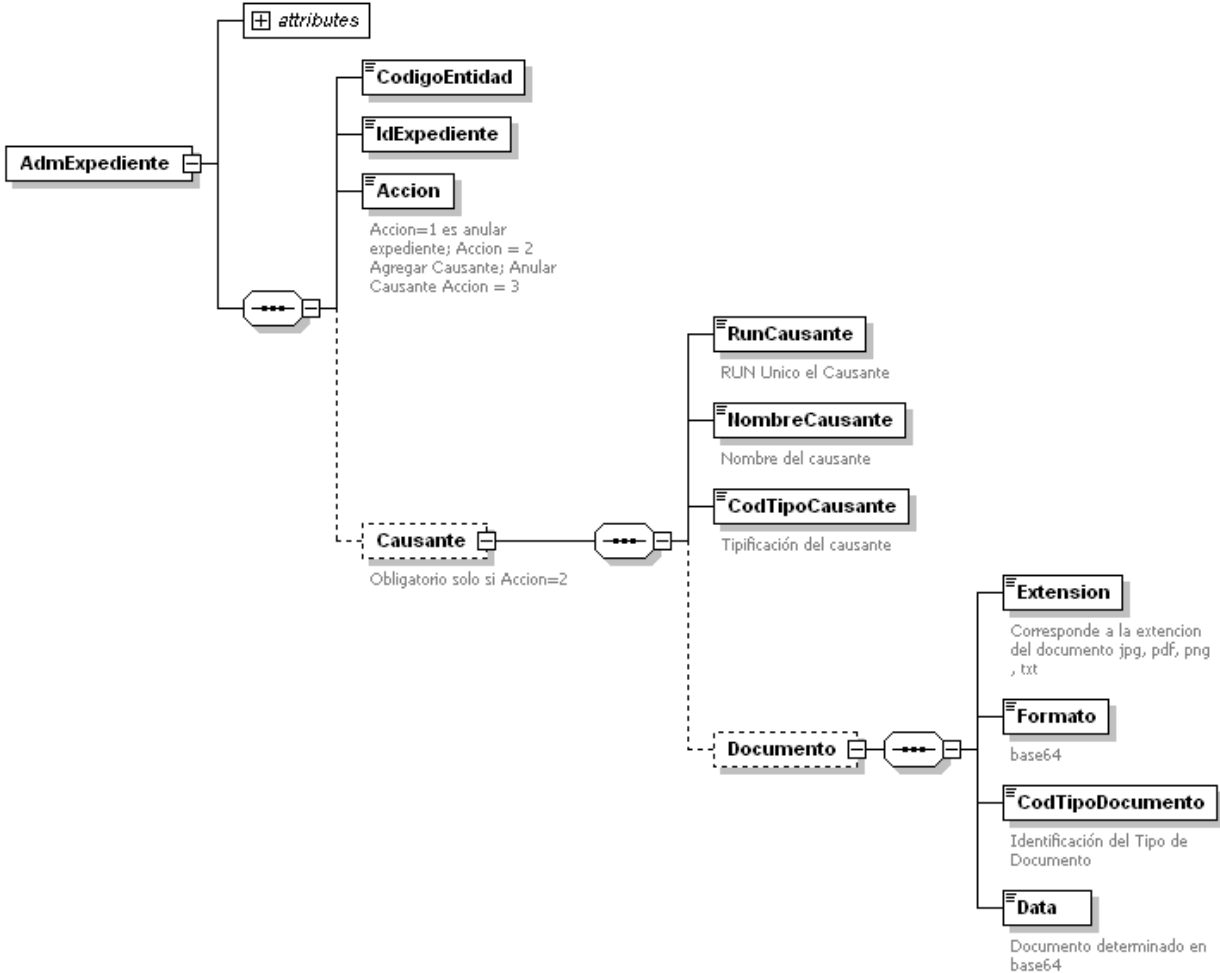 attributes
CodigoEntidad
IdExpediente
AdmExpediente
Accion
Accion=1 es anular
expediente; Accion = 2
Agregar Causante; Anular
Causante Accion = 3
RunCausante
RUN Unico el Causante
NombreCausante
Nombre del causante
CodTipoCausante
Tipificación del causante
Causante
Obligatorio solo si Accion=2
Extension
Corresponde a la extencion
del documento jpg, pdf, png
, txt
Formato
base64
Documento
CodTipoDocumento
Identificación del Tipo de
Documento
Data
Documento determinado en
base64